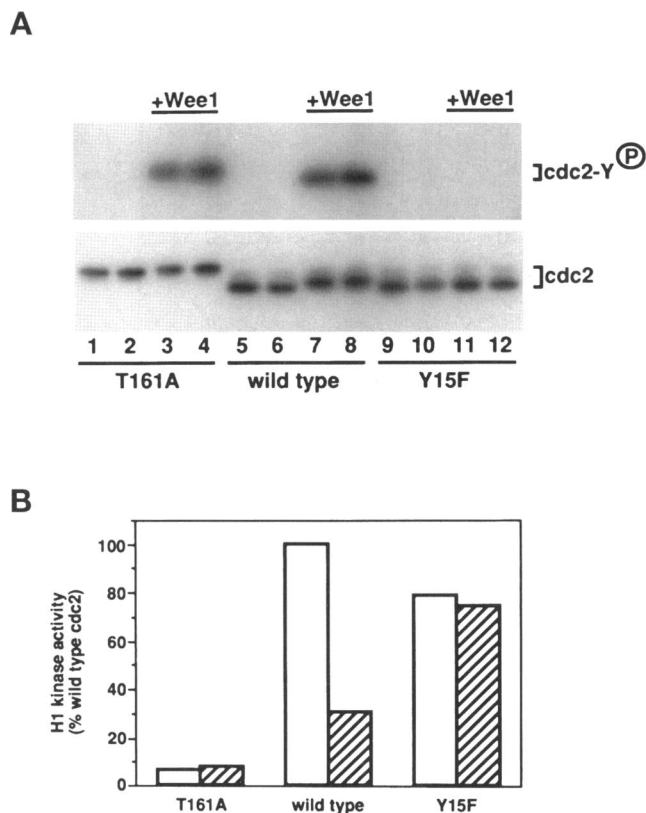 A
+Wee1 +Wee1 +Wee1
]cdc2-Y Ⓟ
]cdc2
1 2 3 4 5 6 7 8 9 10 11 12
T161A wild type Y15F
B
H1 kinase activity
(% wild type cdc2)
100
80
60
40
20
0
T161A wild type Y15F